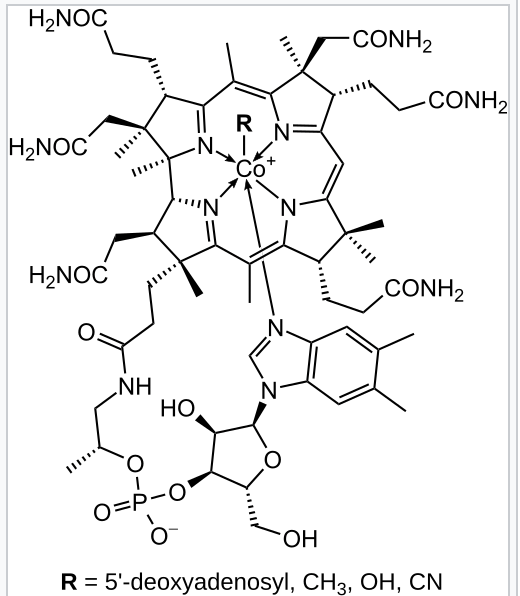 H₂NOC
CONH₂
CONH₂
R
H₂NOC
N
N
Co⁺
N
N
H₂NOC
CONH₂
O
N
NH
HO
N
O
O
P
O
O
O⁻
OH
R = 5'-deoxyadenosyl, CH₃, OH, CN